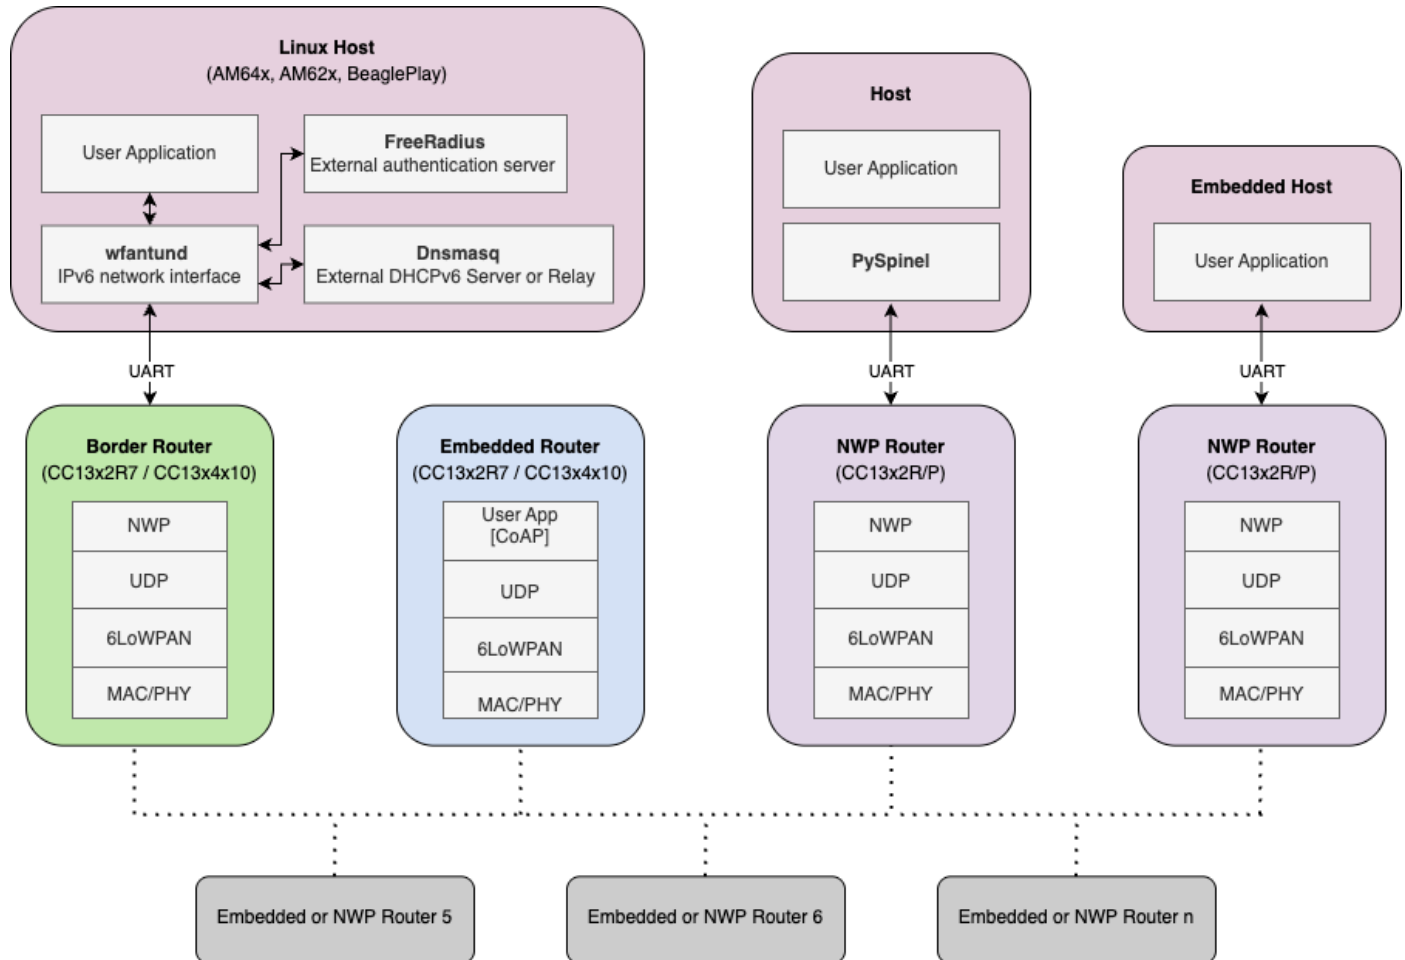 Linux Host
(AM64x, AM62x, BeaglePlay)
User Application
FreeRadius
External authentication server
wfantund
IPv6 network interface
Dnsmasq
External DHCPv6 Server or Relay
Host
User Application
PySpinel
Embedded Host
User Application
UART
UART
UART
Border Router
(CC13x2R7 / CC13x4x10)
NWP
UDP
6LoWPAN
MAC/PHY
Embedded Router
(CC13x2R7 / CC13x4x10)
User App
[CoAP]
UDP
6LoWPAN
MAC/PHY
NWP Router
(CC13x2R/P)
NWP
UDP
6LoWPAN
MAC/PHY
NWP Router
(CC13x2R/P)
NWP
UDP
6LoWPAN
MAC/PHY
Embedded or NWP Router 5
Embedded or NWP Router 6
Embedded or NWP Router n